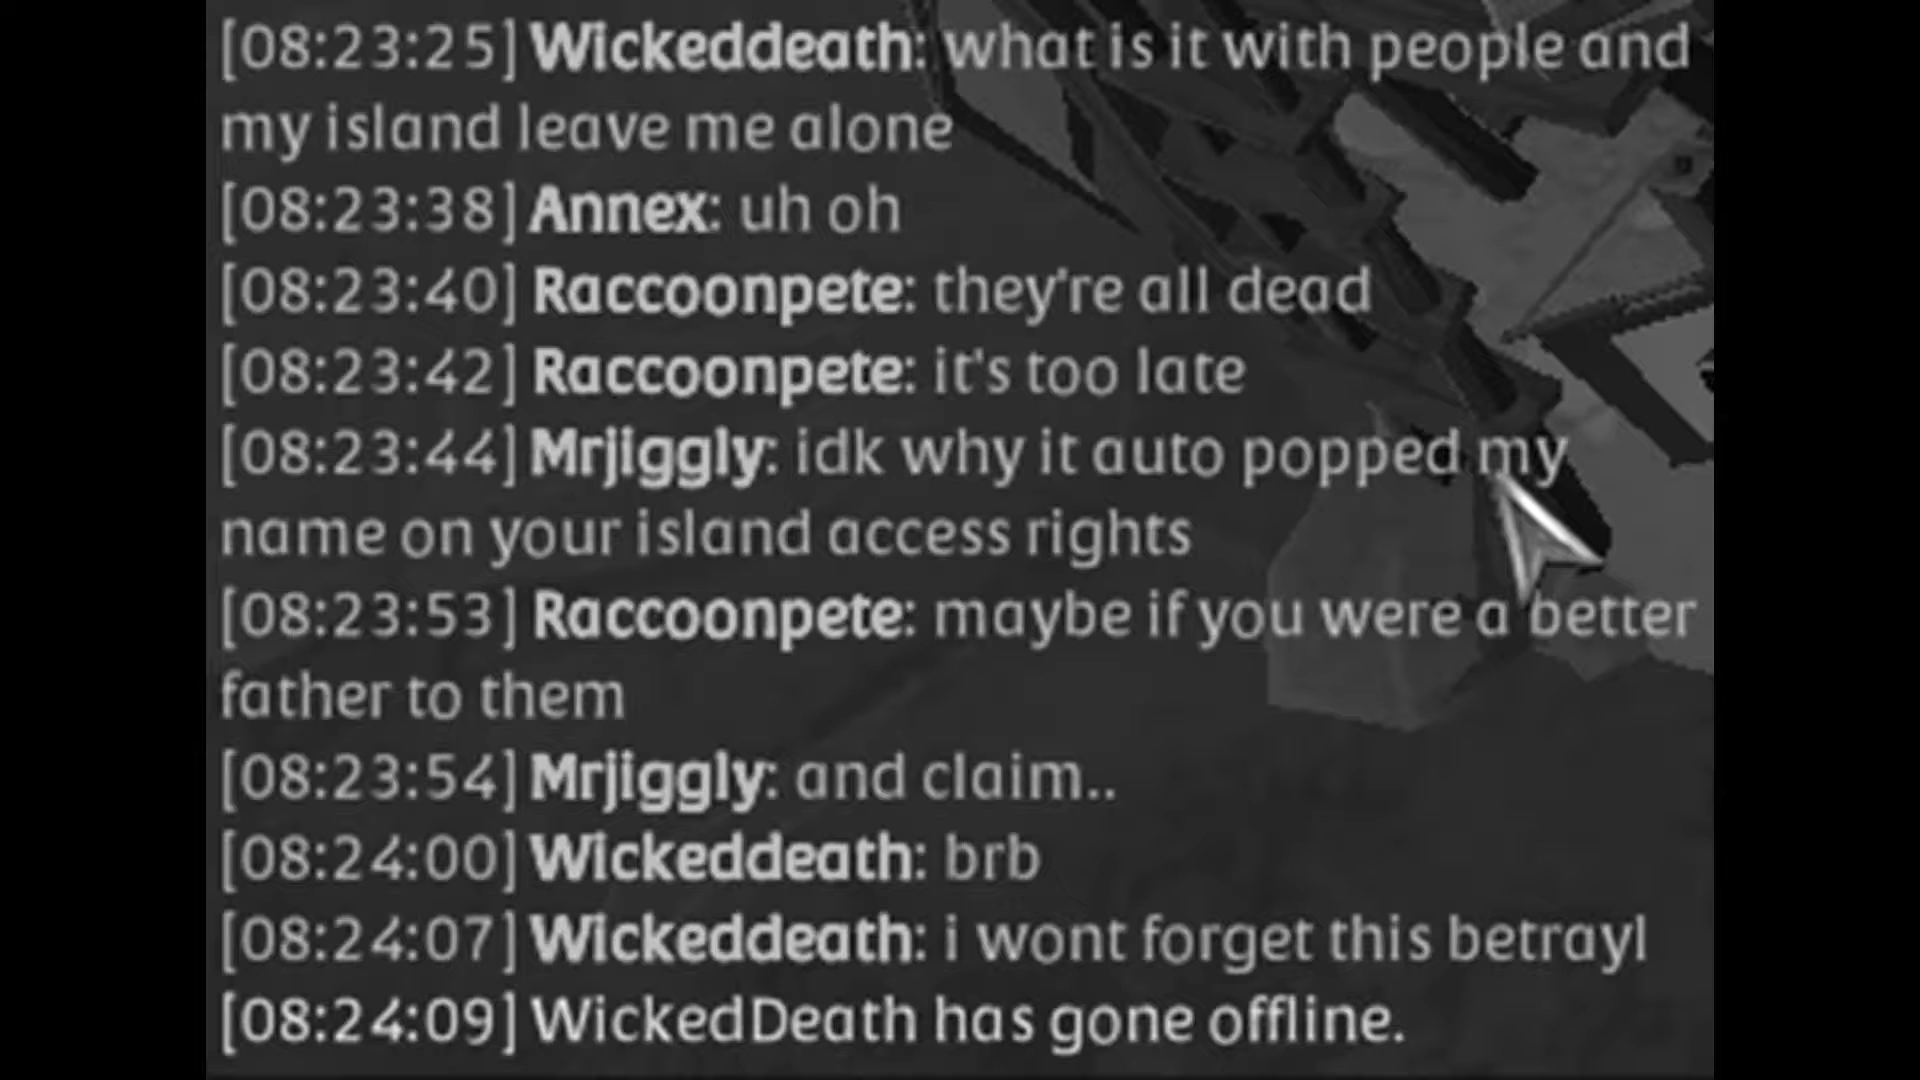 [08:23:25] Wickeddeath: what is it with people and
my island leave me alone
[08:23:38] Annex: uh oh
[08:23:40] Raccoonpete: they're all dead
[08:23:42] Raccoonpete: it's too late
[08:23:44] Mrjiggly: idk why it auto popped my
name on your island access rights
[08:23:53] Raccoonpete: maybe if you were a better
father to them
[08:23:54] Mrjiggly: and claim..
[08:24:00] Wickeddeath: brb
[08:24:07] Wickeddeath: i wont forget this betrayl
[08:24:09] WickedDeath has gone offline.